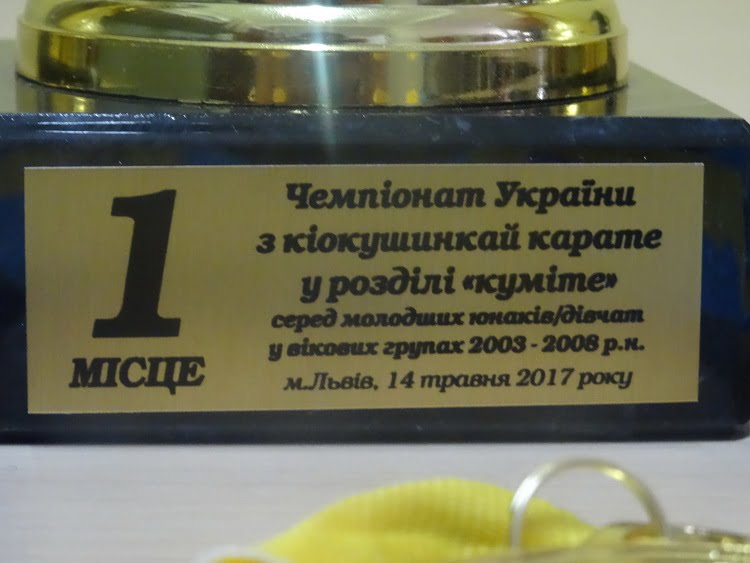 1
МІСЦЕ
Чемпіонат України
з кіокушинкай карате
у розділі «куміте»
серед молодших юнаків/дівчат
у вікових групах 2003 - 2008 р.н.
м.Львів, 14 травня 2017 року